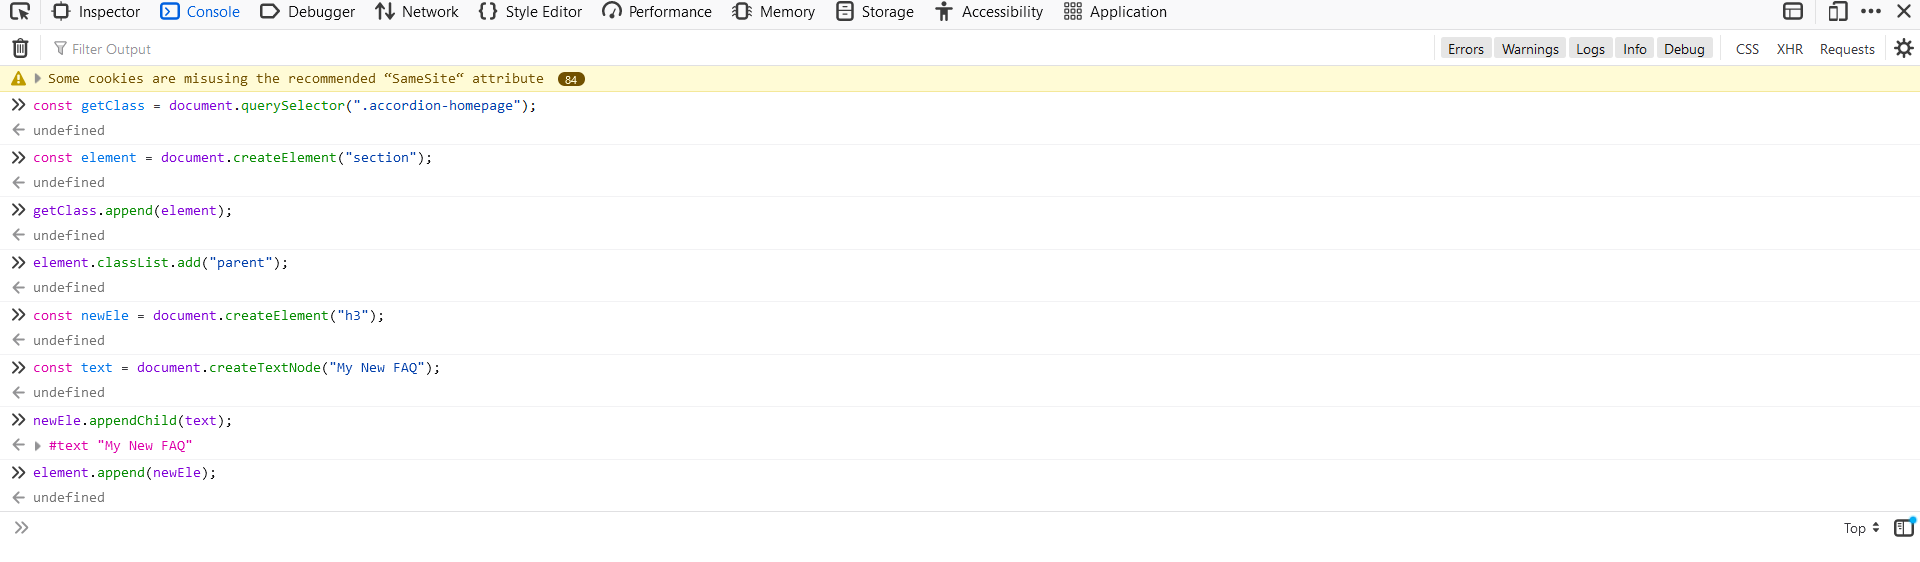 Inspector Console Debugger Network Style Editor Performance Memory Storage Accessibility Application
Filter Output Errors Warnings Logs Info Debug CSS XHR Requests
Some cookies are misusing the recommended “SameSite“ attribute 84
const getClass = document.querySelector(".accordion-homepage");
undefined
const element = document.createElement("section");
undefined
getClass.append(element);
undefined
element.classList.add("parent");
undefined
const newEle = document.createElement("h3");
undefined
const text = document.createTextNode("My New FAQ");
undefined
newEle.appendChild(text);
#text "My New FAQ"
element.append(newEle);
undefined
Top